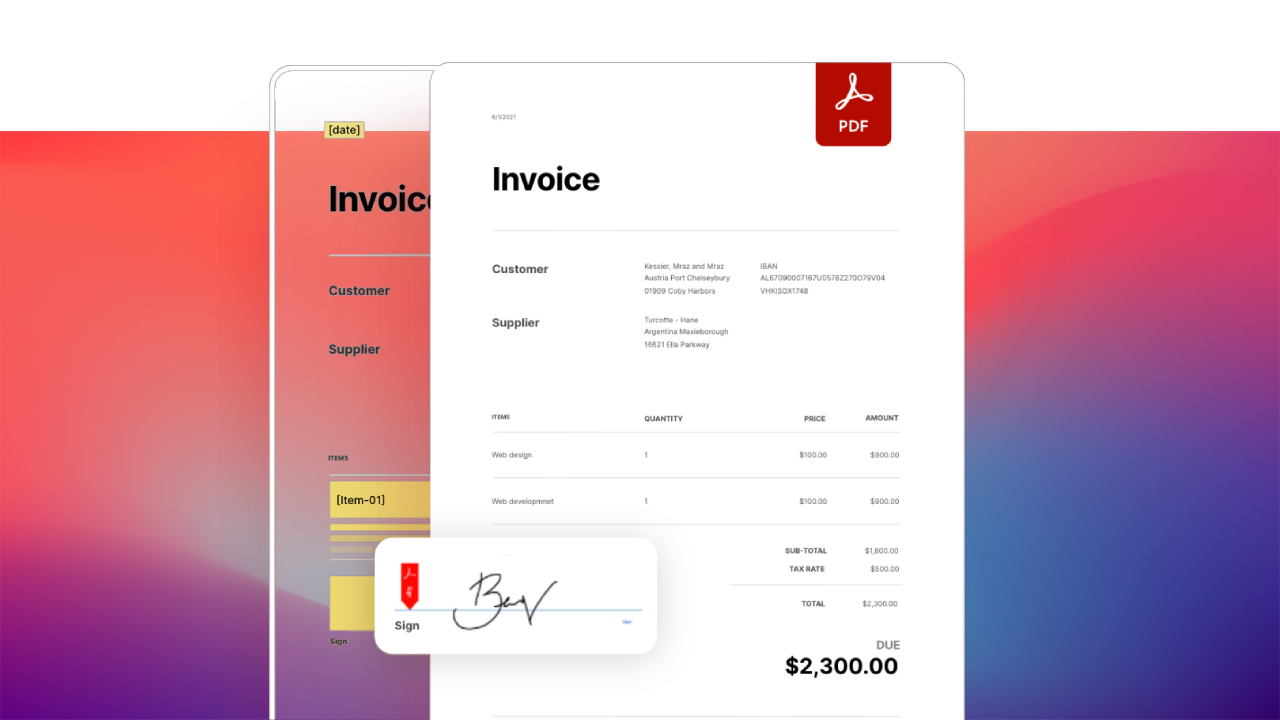 [date]
Invoic
Customer
Supplier
ITEMS
[Item-01]
Sign
PDF
6/1/2021
Invoice
Customer
Kessler, Mraz and Mraz
Austria Port Chelseybury
01909 Coby Harbors
IBAN
AL67090007167U0578Z270O79V04
VHKISOX1748
Supplier
Turcotte - Hane
Argentina Maxieborough
16621 Ella Parkway
ITEMS QUANTITY PRICE AMOUNT
Web design 1 $100.00 $900.00
Web developmnet 1 $100.00 $900.00
SUB-TOTAL $1,800.00
TAX RATE $500.00
TOTAL $2,300.00
DUE
$2,300.00
Sign